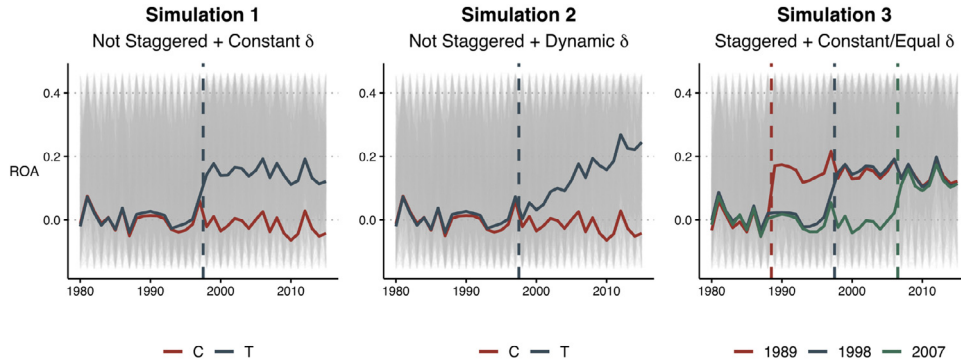 Simulation 1
Not Staggered + Constant δ
ROA
0.4
0.2
0.0
1980 1990 2000 2010
C T
Simulation 2
Not Staggered + Dynamic δ
0.4
0.2
0.0
1980 1990 2000 2010
C T
Simulation 3
Staggered + Constant/Equal δ
0.4
0.2
0.0
1980 1990 2000 2010
1989 1998 2007